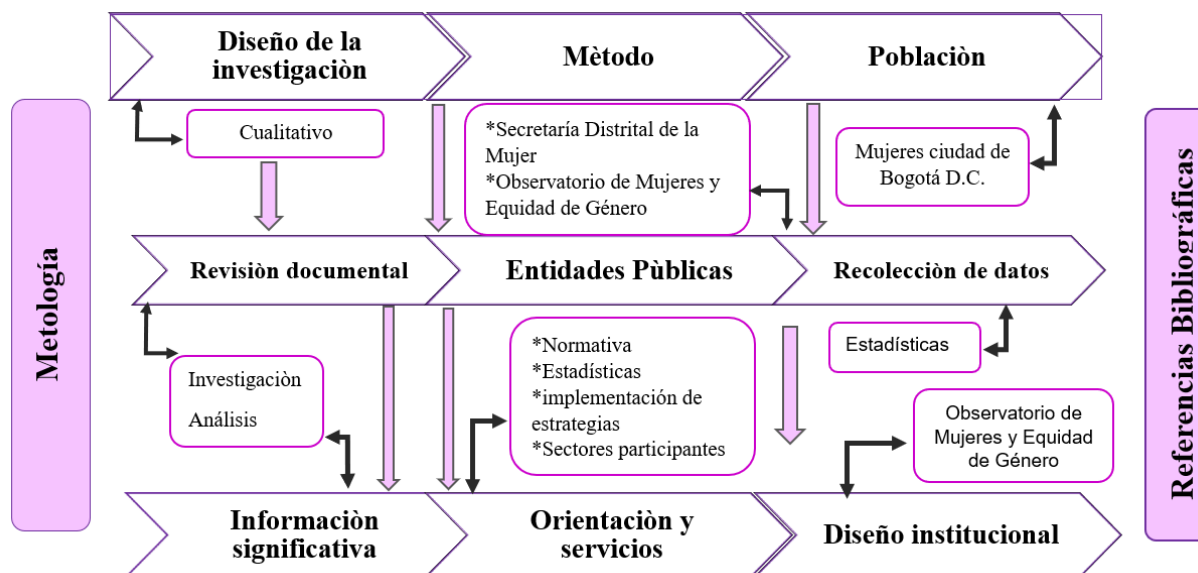 Metología
Diseño de la
investigaciòn
Mètodo
Poblaciòn
Cualitativo
*Secretaría Distrital de la
Mujer
*Observatorio de Mujeres y
Equidad de Género
Mujeres ciudad de
Bogotá D.C.
Revisiòn documental
Entidades Pùblicas
Recolecciòn de datos
Investigaciòn
Análisis
*Normativa
*Estadísticas
*implementación de
estrategias
*Sectores participantes
Estadísticas
Observatorio de
Mujeres y Equidad
de Género
Informaciòn
significativa
Orientaciòn y
servicios
Diseño institucional
Referencias Bibliográficas